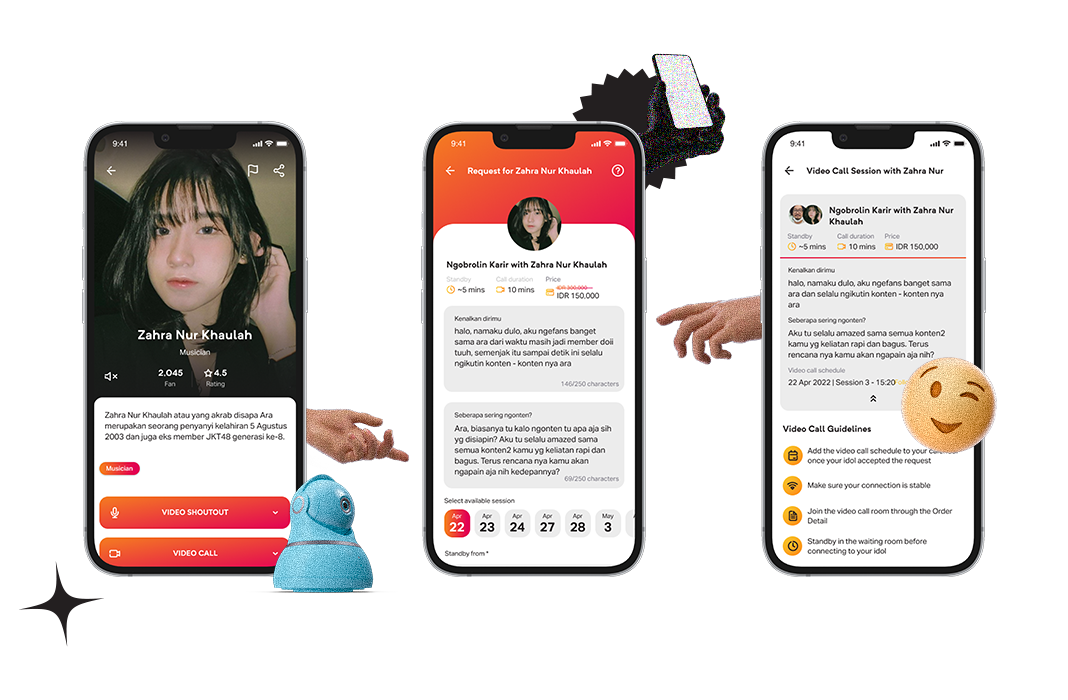 9:41
Zahra Nur Khaulah
Musician
2,045
Fan
4.5
Rating
Zahra Nur Khaulah atau yang akrab disapa Ara
merupakan seorang penyanyi kelahiran 5 Agustus
2003 dan juga eks member JKT48 generasi ke-8.
Musician
VIDEO SHOUTOUT
VIDEO CALL
9:41
Request for Zahra Nur Khaulah
Ngobrolin Karir with Zahra Nur Khaulah
Standby
~5 mins
Call duration
10 mins
Price
IDR 300,000
IDR 150,000
Kenalkan dirimu
halo, namaku dulo, aku ngefans banget
sama ara dari waktu masih jadi member doii
tuuh, semenjak itu sampai detik ini selalu
ngikutin konten - konten nya ara
146/250 characters
Seberapa sering ngonten?
Ara, biasanya tu kalo ngonten tu apa aja sih
yg disiapin? Aku tu selalu amazed sama
semua konten2 kamu yg keliatan rapi dan
bagus. Terus rencana nya kamu akan
ngapain aja nih kedepannya?
69/250 characters
Select available session
Apr
22
Apr
23
Apr
24
Apr
27
Apr
28
May
3
Standby from *
9:41
Video Call Session with Zahra Nur
Ngobrolin Karir with Zahra Nur
Khaulah
Standby
~5 mins
Call duration
10 mins
Price
IDR 150,000
Kenalkan dirimu
halo, namaku dulo, aku ngefans banget sama
ara dan selalu ngikutin konten - konten nya
ara
Seberapa sering ngonten?
Aku tu selalu amazed sama semua konten2
kamu yg keliatan rapi dan bagus. Terus
rencana nya kamu akan ngapain aja nih?
Video call schedule
22 Apr 2022 | Session 3 - 15:20
Video Call Guidelines
Add the video call schedule to your
once your idol accepted the request
Make sure your connection is stable
Join the video call room through the Order
Detail
Standby in the waiting room before
connecting to your idol